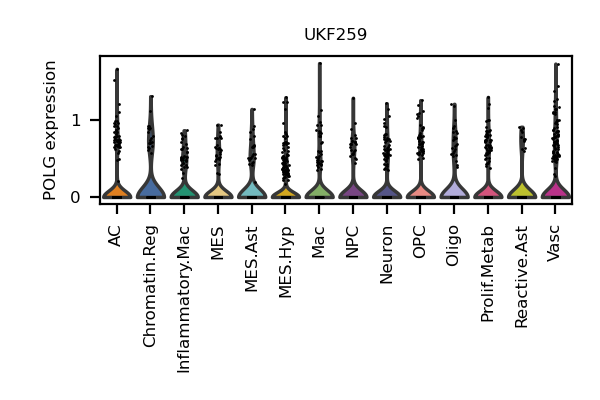 UKF259
POLG expression
1
0
AC
Chromatin.Reg
Inflammatory.Mac
MES
MES.Ast
MES.Hyp
Mac
NPC
Neuron
OPC
Oligo
Prolif.Metab
Reactive.Ast
Vasc